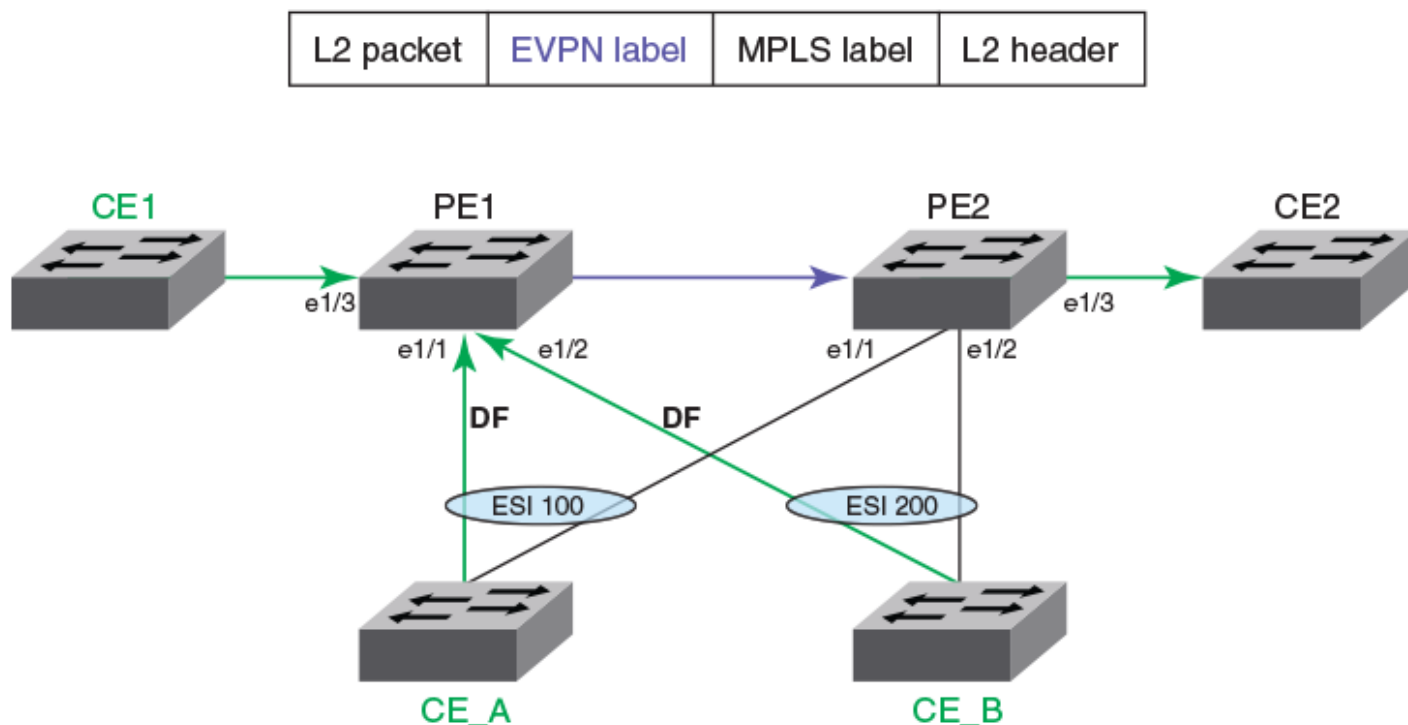 L2 packet EVPN label MPLS label L2 header
CE1 PE1 PE2 CE2
e1/3 e1/3
e1/1 e1/2 e1/1 e1/2
DF DF
ESI 100 ESI 200
CE_A CE_B